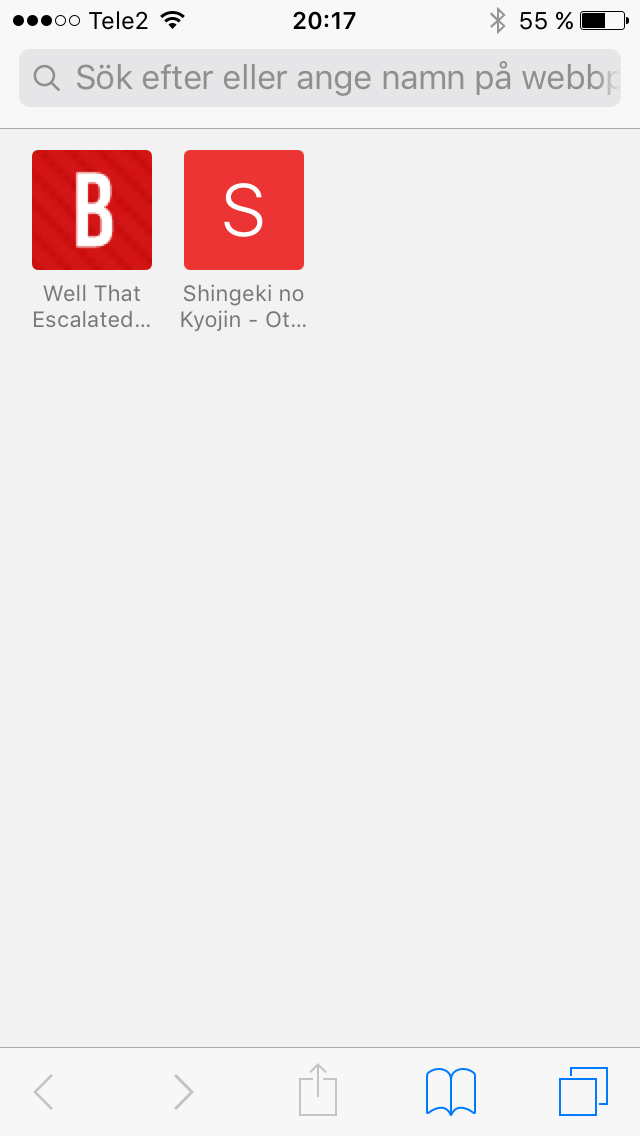 Tele2 20:17 55 %
Sök efter eller ange namn på webbp
B S
Well That Shingeki no
Escalated... Kyojin - Ot...